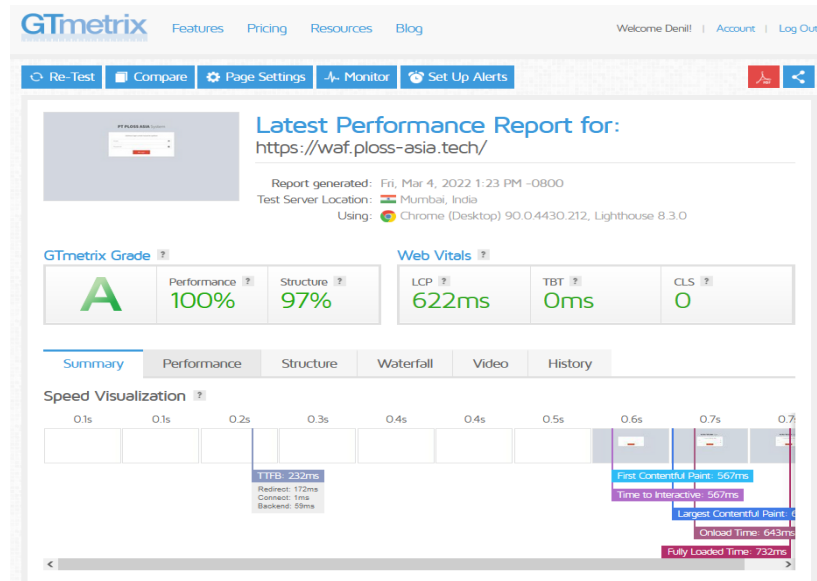 GTmetrix Features Pricing Resources Blog Welcome Denil! | Account | Log Out
Re-Test Compare Page Settings Monitor Set Up Alerts
Latest Performance Report for:
https://waf.ploss-asia.tech/
PT PLOSS ASIA
Report generated: Fri, Mar 4, 2022 1:23 PM -0800
Test Server Location: Mumbai, India
Using: Chrome (Desktop) 90.0.4430.212, Lighthouse 8.3.0
GTmetrix Grade ?
Web Vitals ?
A
Performance ?
100%
Structure ?
97%
LCP ?
622ms
TBT ?
0ms
CLS ?
0
Summary Performance Structure Waterfall Video History
Speed Visualization ?
0.1s 0.1s 0.2s 0.3s 0.4s 0.4s 0.5s 0.6s 0.7s 0.7
TTFB: 232ms
Redirect: 172ms
Connect: 1ms
Backend: 59ms
First Contentful Paint: 567ms
Time to Interactive: 567ms
Largest Contentful Paint: 6
Onload Time: 643ms
Fully Loaded Time: 732ms